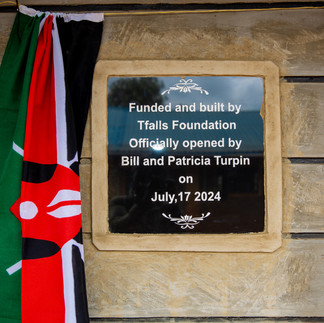 Funded and built by
Tfalls Foundation
Officially opened by
Bill and Patricia Turpin
on
July,17 2024